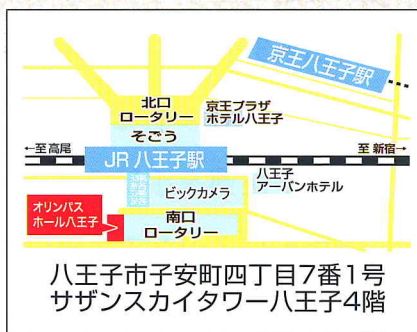 京王八王子駅
北口
ロータリー
京王プラザ
ホテル八王子
そごう
←至高尾
至 新宿→
JR 八王子駅
八王子
アーバンホテル
ビックカメラ
オリンパス
ホール八王子
南口
ロータリー
八王子市子安町四丁目7番1号
サザンスカイタワー八王子4階